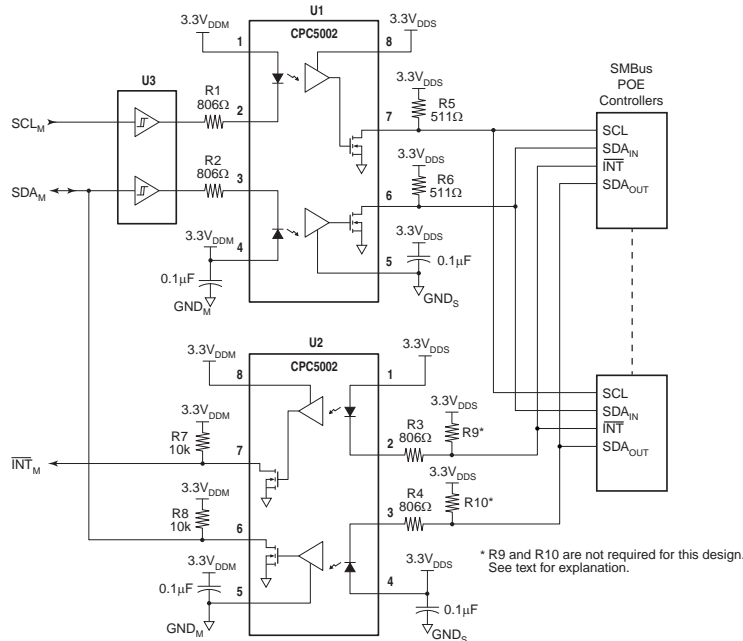 U1
3.3V_DDM
CPC5002
3.3V_DDS
1
8
U3
R1
806Ω
2
SCL_M
R2
806Ω
3
SDA_M
3.3V_DDM
4
0.1μF
GND_M
3.3V_DDS
7
R5
511Ω
3.3V_DDS
6
R6
511Ω
3.3V_DDS
5
0.1μF
GND_S
SMBus
POE
Controllers
SCL
SDA_IN
I̅N̅T̅
SDA_OUT
U2
3.3V_DDM
CPC5002
3.3V_DDS
8
1
3.3V_DDM
R7
10k
7
I̅N̅T̅_M
3.3V_DDM
R8
10k
6
0.1μF
5
GND_M
3.3V_DDS
R3
806Ω
R9*
2
3.3V_DDS
R4
806Ω
R10*
3
3.3V_DDS
4
0.1μF
GND_S
SCL
SDA_IN
I̅N̅T̅
SDA_OUT
* R9 and R10 are not required for this design.
See text for explanation.